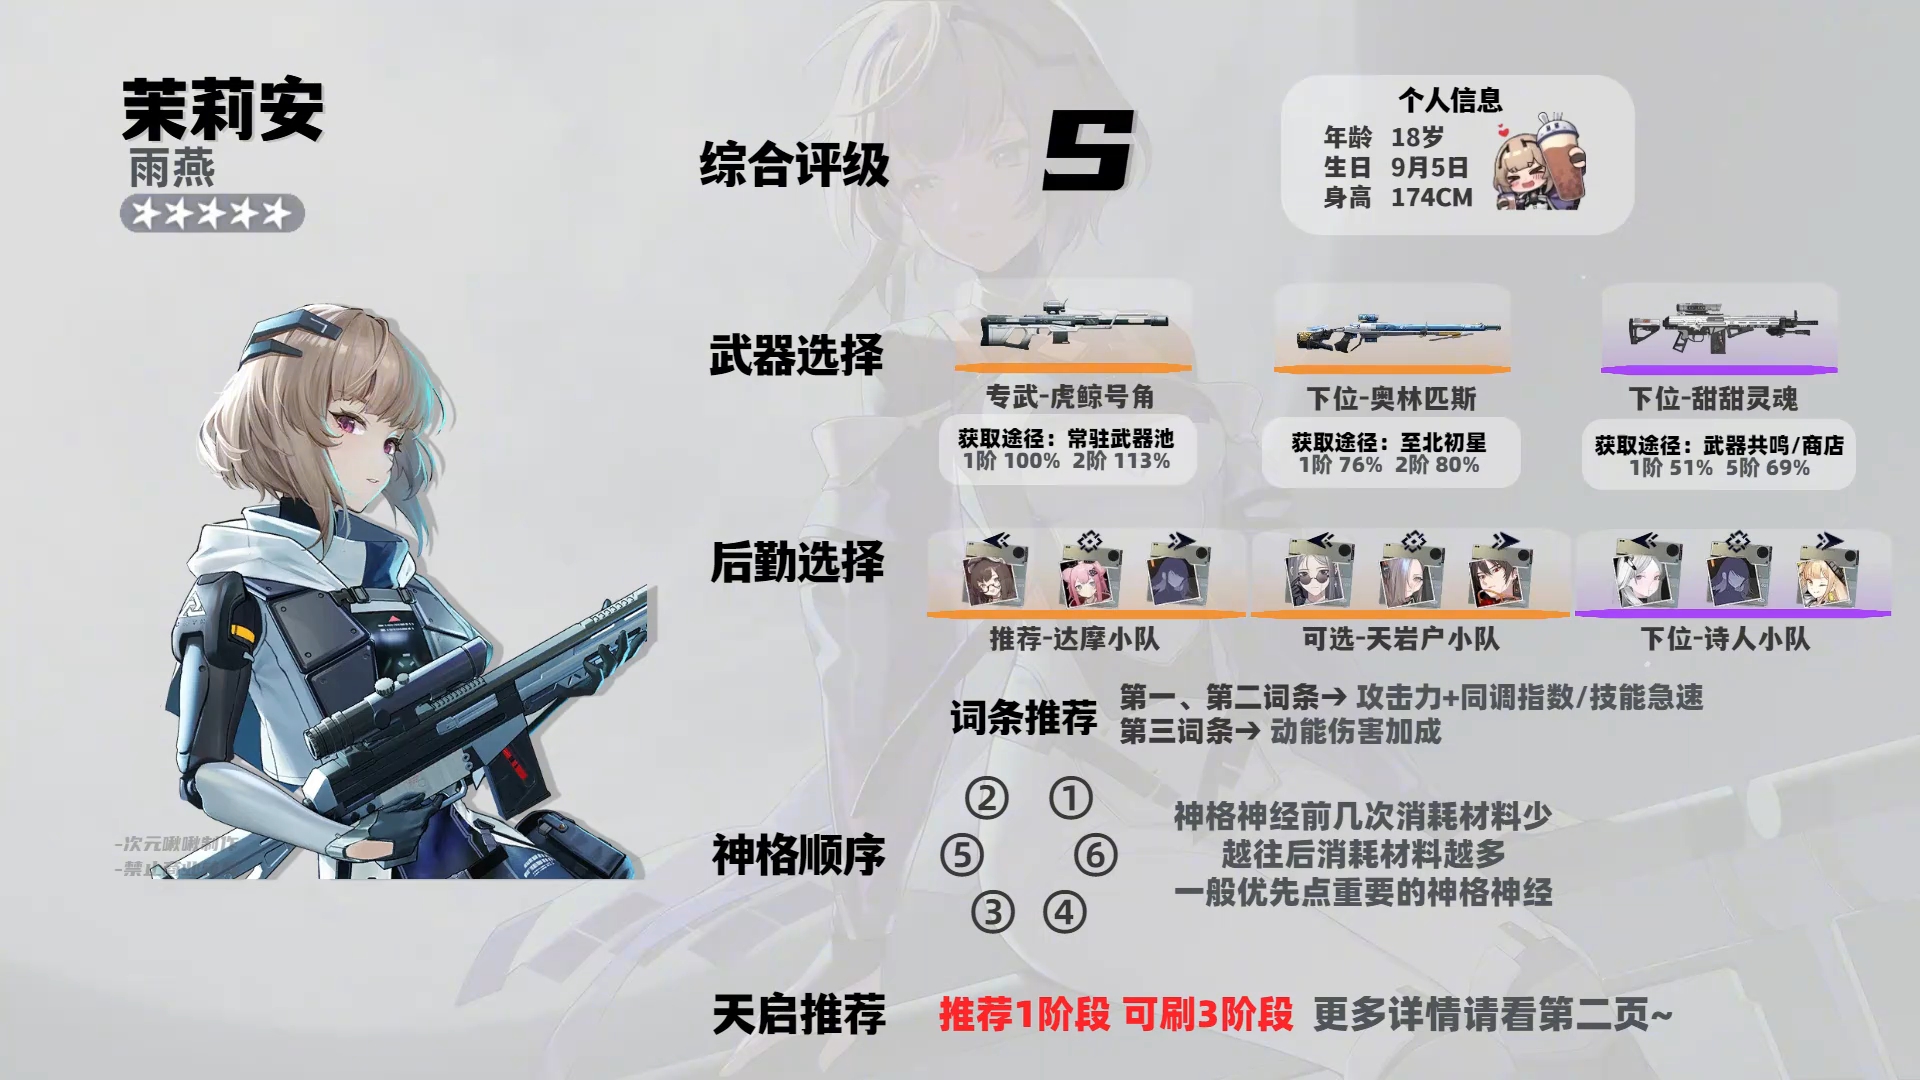 茉莉安
雨燕
综合评级
S
个人信息
年龄 18岁
生日 9月5日
身高 174CM
武器选择
专武-虎鲸号角
获取途径：常驻武器池
1阶 100% 2阶 113%
下位-奥林匹斯
获取途径：至北初星
1阶 76% 2阶 80%
下位-甜甜灵魂
获取途径：武器共鸣/商店
1阶 51% 5阶 69%
后勤选择
推荐-达摩小队
可选-天岩户小队
下位-诗人小队
词条推荐
第一、第二词条→ 攻击力+同调指数/技能急速
第三词条→ 动能伤害加成
神格顺序
② ①
⑤ ⑥
③ ④
神格神经前几次消耗材料少
越往后消耗材料越多
一般优先点重要的神格神经
天启推荐
推荐1阶段 可刷3阶段 更多详情请看第二页~
-次元啾啾制作
-禁止